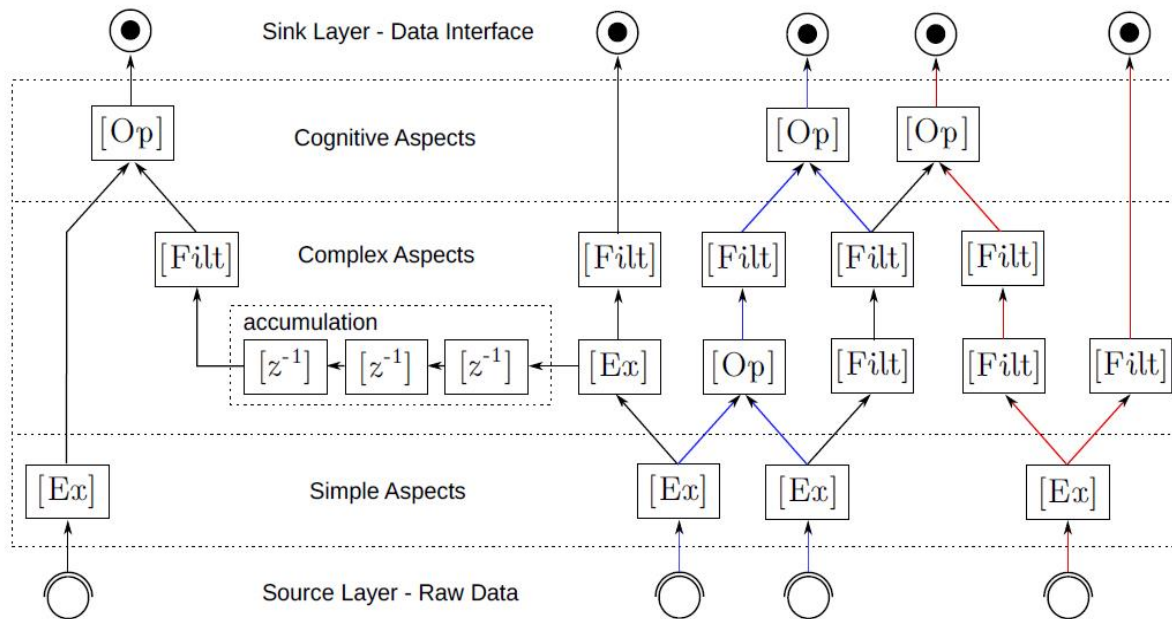 Sink Layer - Data Interface
[Op]
Cognitive Aspects
[Op]
[Op]
[Filt]
Complex Aspects
[Filt]
[Filt]
[Filt]
[Filt]
accumulation
[z⁻¹]
[z⁻¹]
[z⁻¹]
[Ex]
[Op]
[Filt]
[Filt]
[Filt]
[Ex]
Simple Aspects
[Ex]
[Ex]
[Ex]
Source Layer - Raw Data